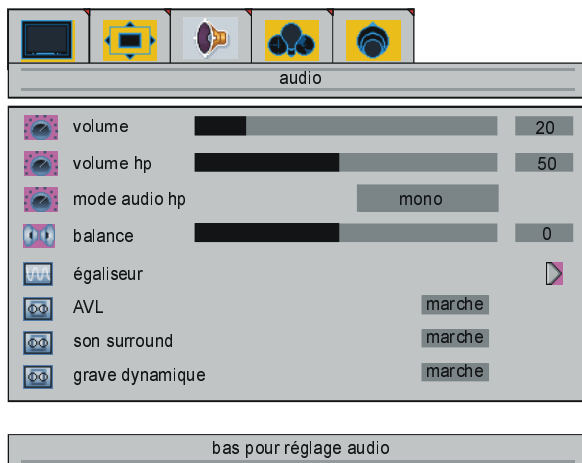 audio
volume 20
volume hp 50
mode audio hp mono
balance 0
égaliseur
AVL marche
son surround marche
grave dynamique marche
bas pour réglage audio